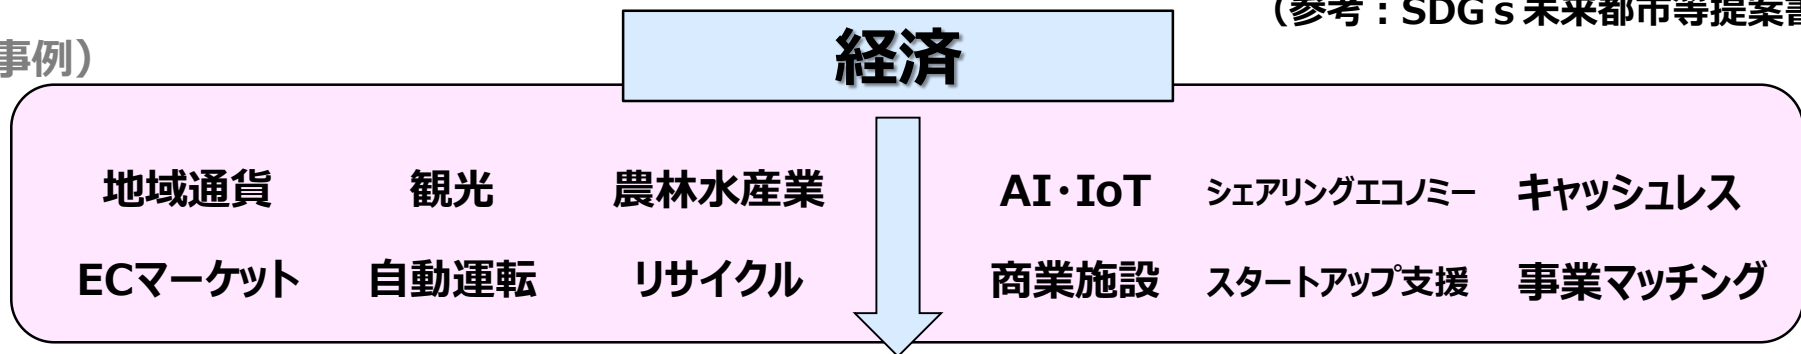 （参考：SDGｓ未来都市等提案書
事例）
経済
地域通貨 観光 農林水産業 AI･IoT シェアリングエコノミー キャッシュレス
ECマーケット 自動運転 リサイクル 商業施設 スタートアップ支援 事業マッチング